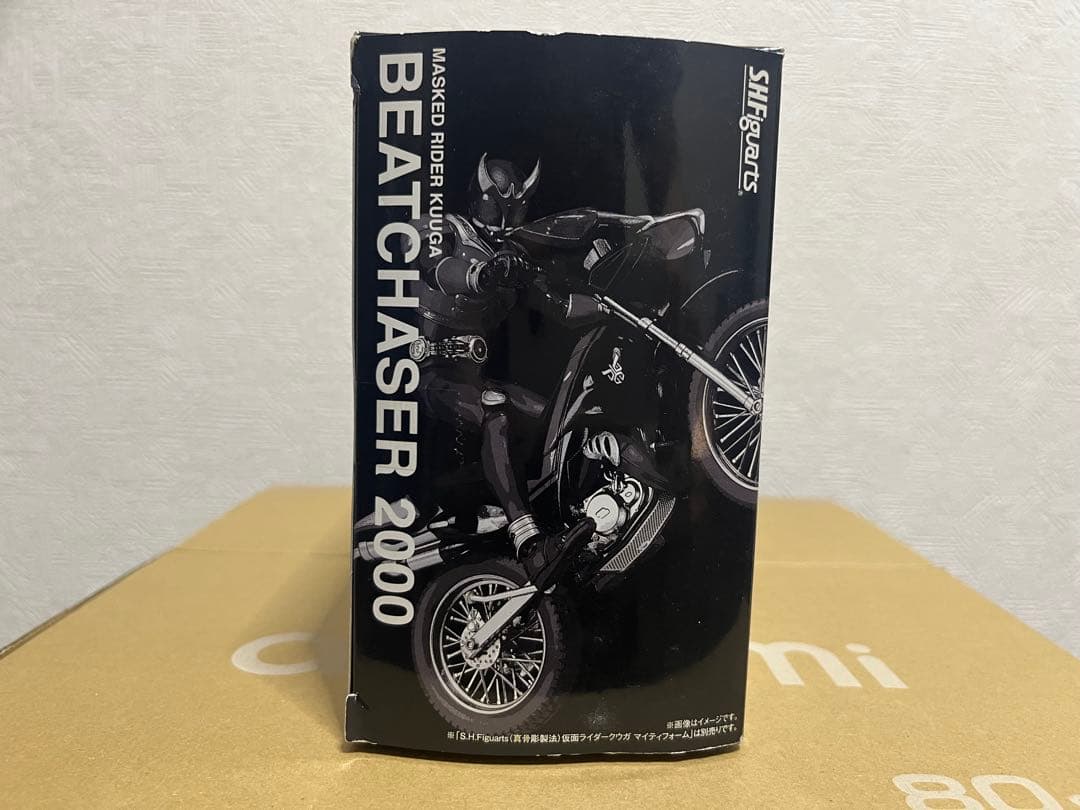 S.H.Figuarts®
MASKED RIDER KUUGA
BEATCHASER 2000
※画像はイメージです。
※「S.H.Figuarts(真骨彫製法)仮面ライダークウガ マイティフォーム」は別売りです。
mi
80